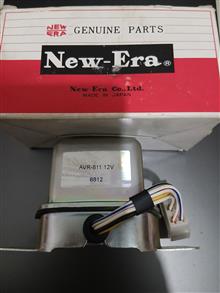 NEW
ERA
GENUINE PARTS
New-Era®
New-Era Co., Ltd.
MADE IN JAPAN
AVR-811 12V
8812